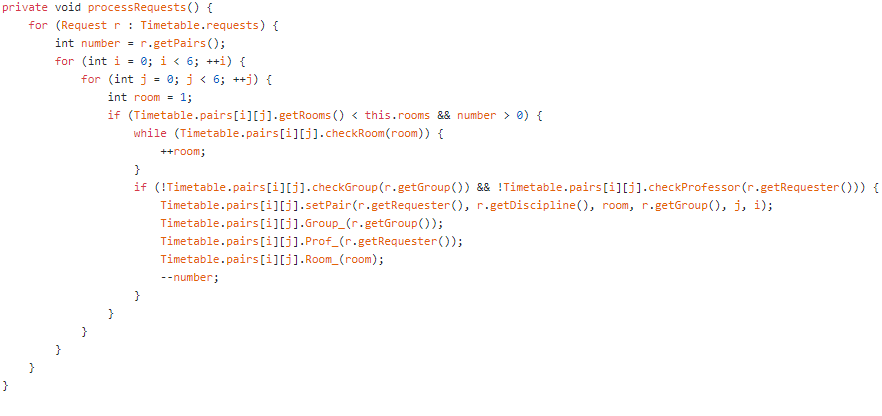 private void processRequests() {
    for (Request r : Timetable.requests) {
        int number = r.getPairs();
        for (int i = 0; i < 6; ++i) {
            for (int j = 0; j < 6; ++j) {
                int room = 1;
                if (Timetable.pairs[i][j].getRooms() < this.rooms && number > 0) {
                    while (Timetable.pairs[i][j].checkRoom(room)) {
                        ++room;
                    }
                    if (!Timetable.pairs[i][j].checkGroup(r.getGroup()) && !Timetable.pairs[i][j].checkProfessor(r.getRequester())) {
                        Timetable.pairs[i][j].setPair(r.getRequester(), r.getDiscipline(), room, r.getGroup(), j, i);
                        Timetable.pairs[i][j].Group_(r.getGroup());
                        Timetable.pairs[i][j].Prof_(r.getRequester());
                        Timetable.pairs[i][j].Room_(room);
                        --number;
                    }
                }
            }
        }
    }
}